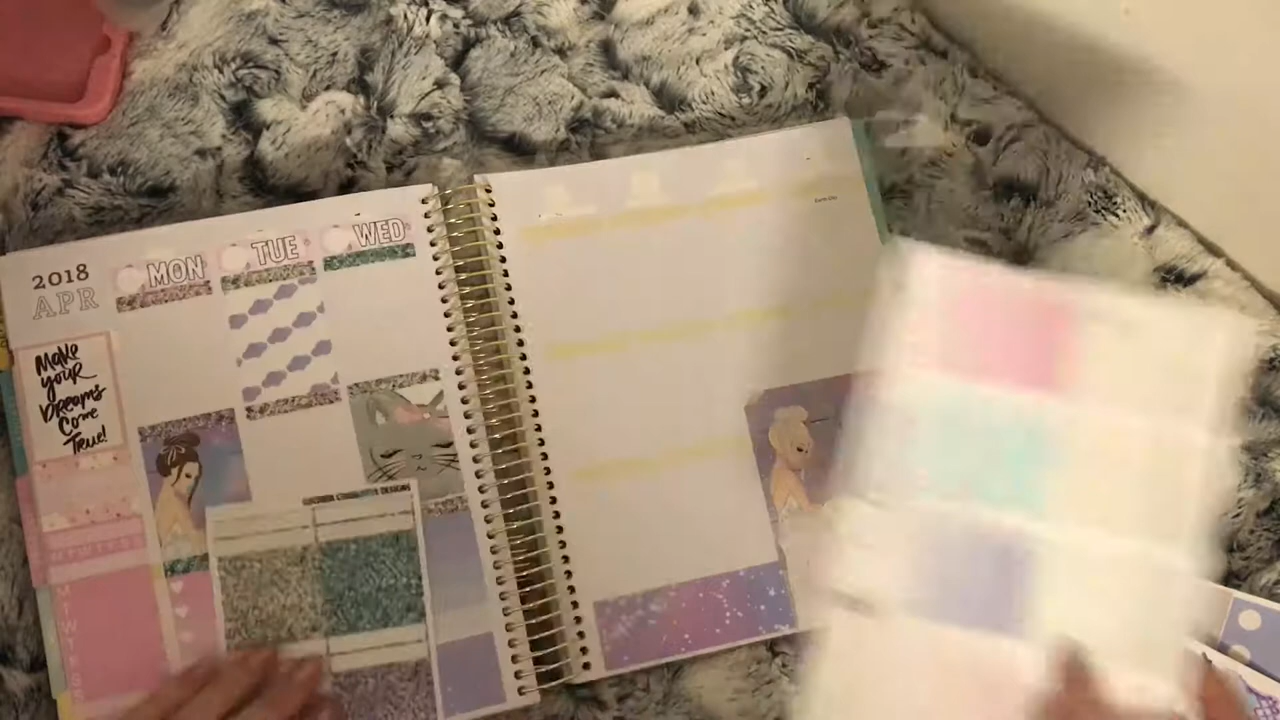 2018
APR
MON
TUE
WED
Make
your
Dreams
Come
True!
M T W T F S S
M
T
W
T
F
S
S